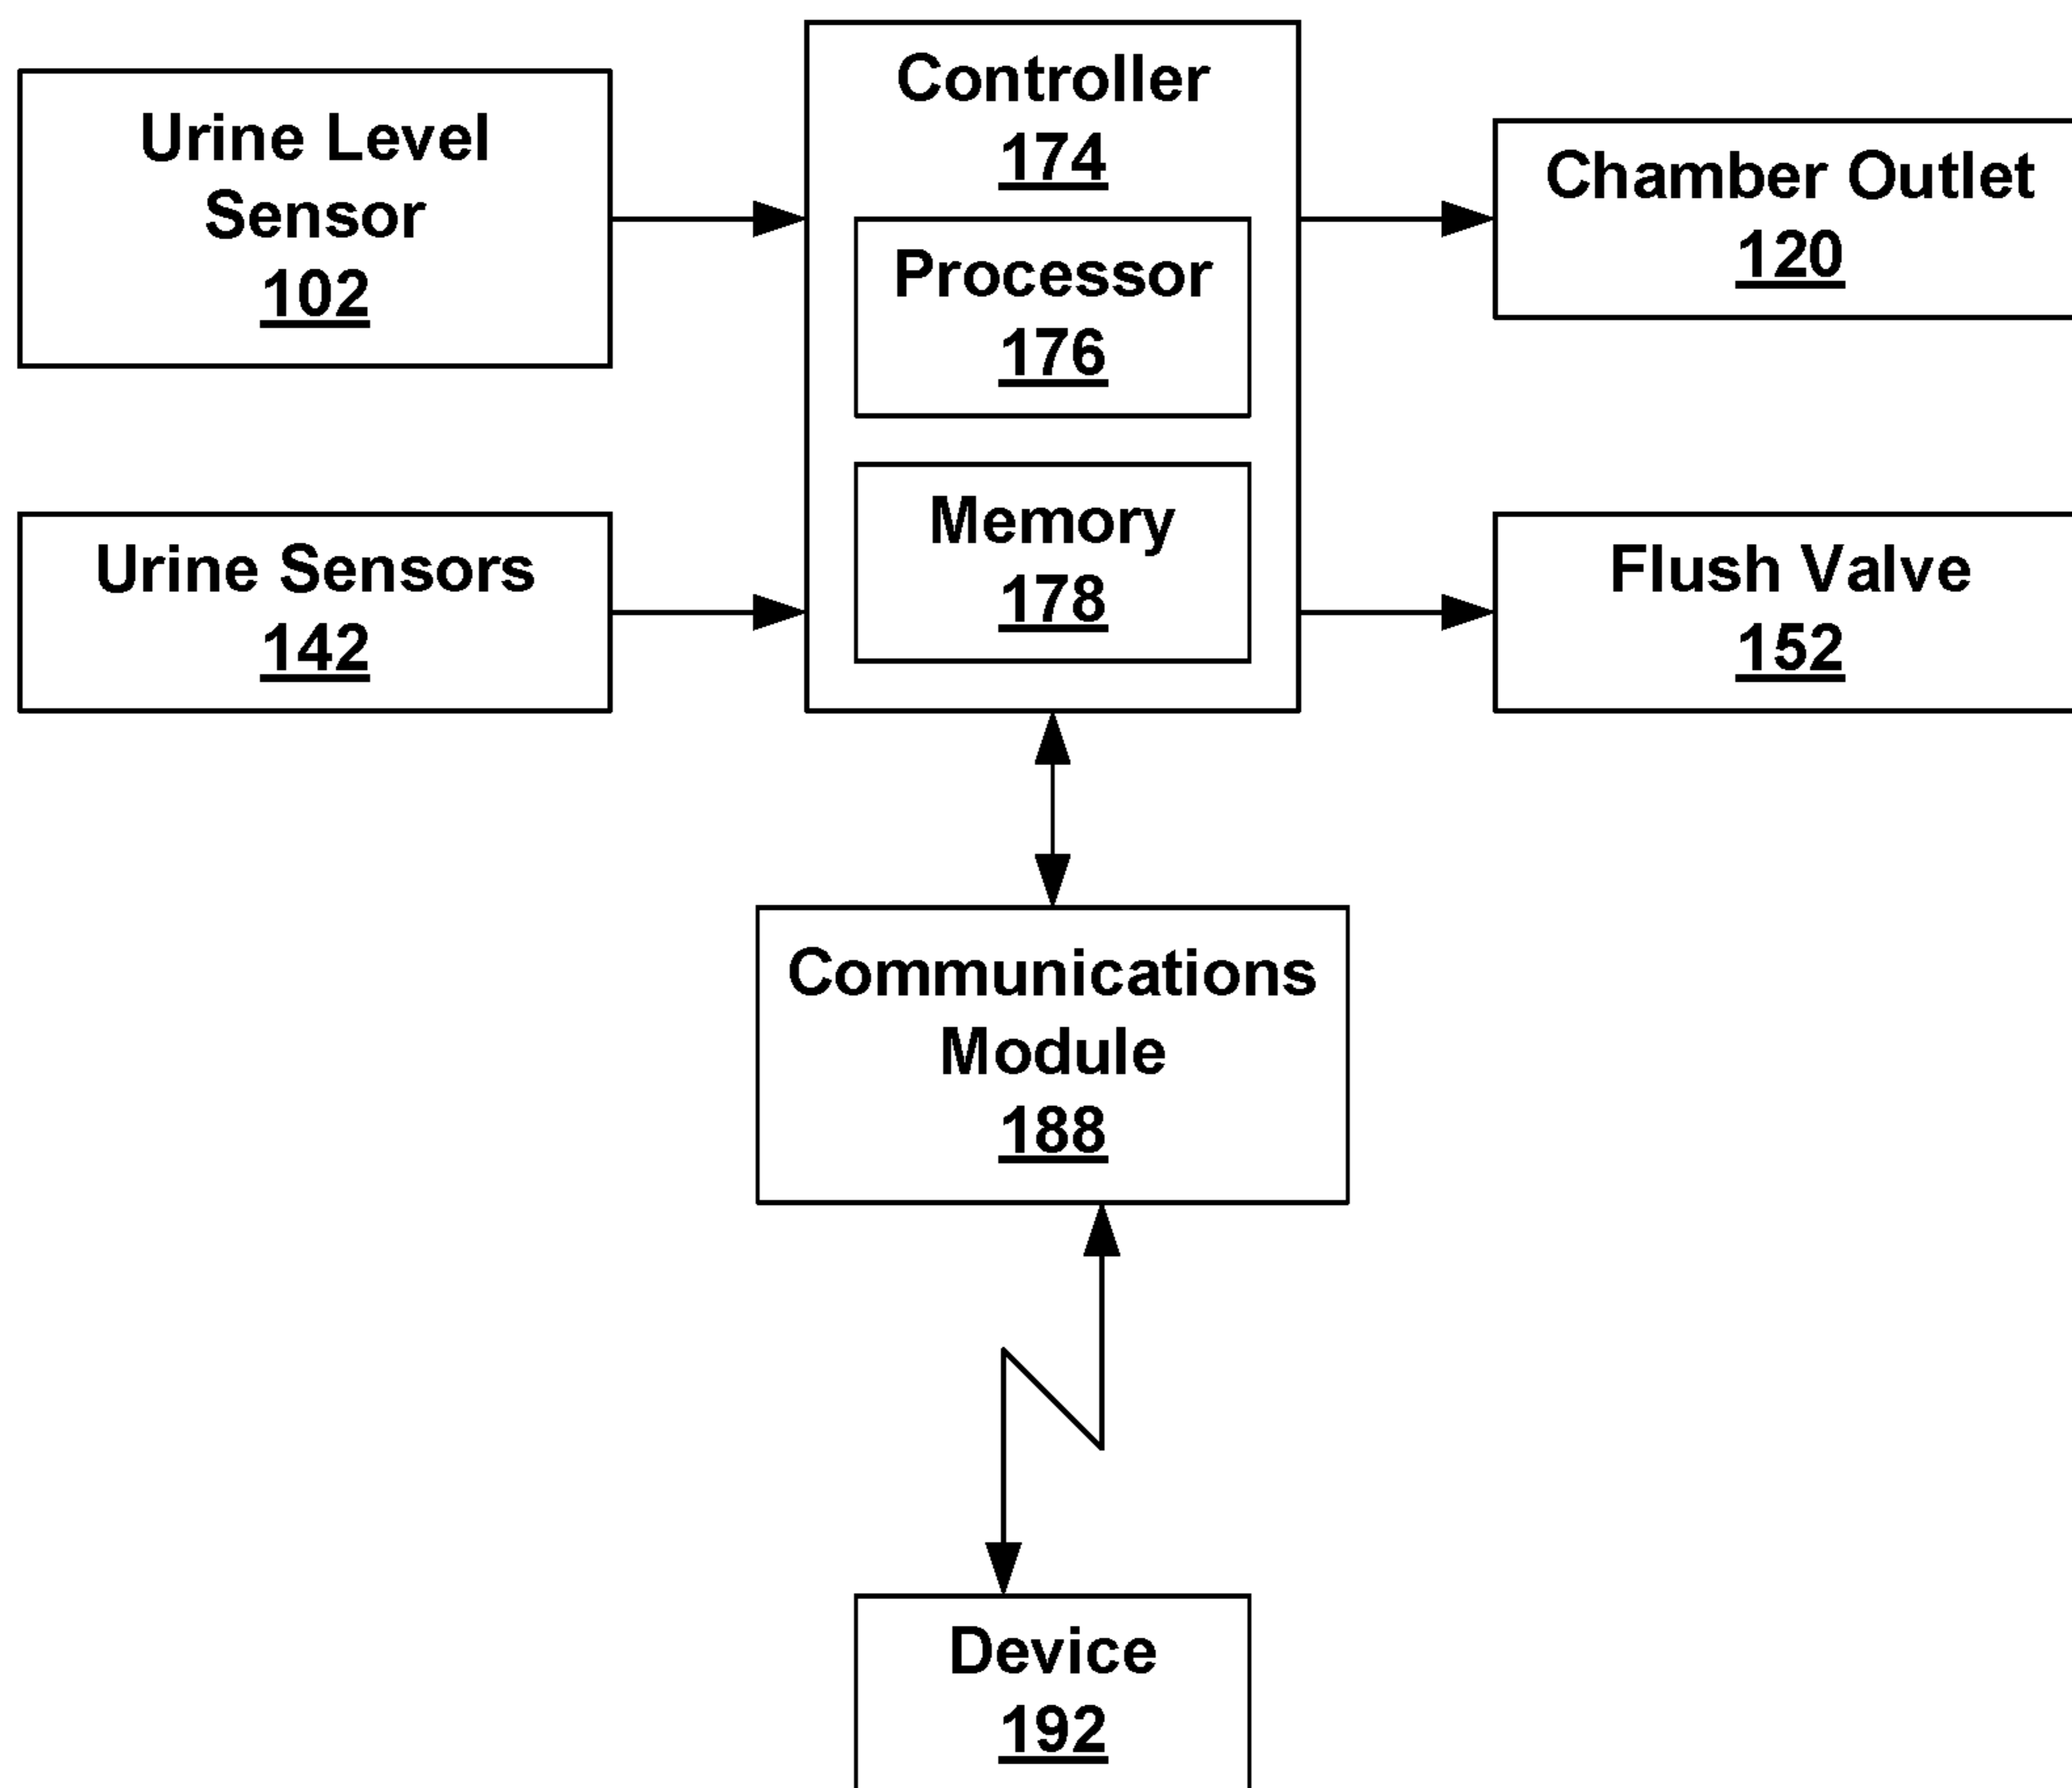 Urine Level
Sensor
102
Controller
174
Processor
176
Memory
178
Chamber Outlet
120
Urine Sensors
142
Flush Valve
152
Communications
Module
188
Device
192